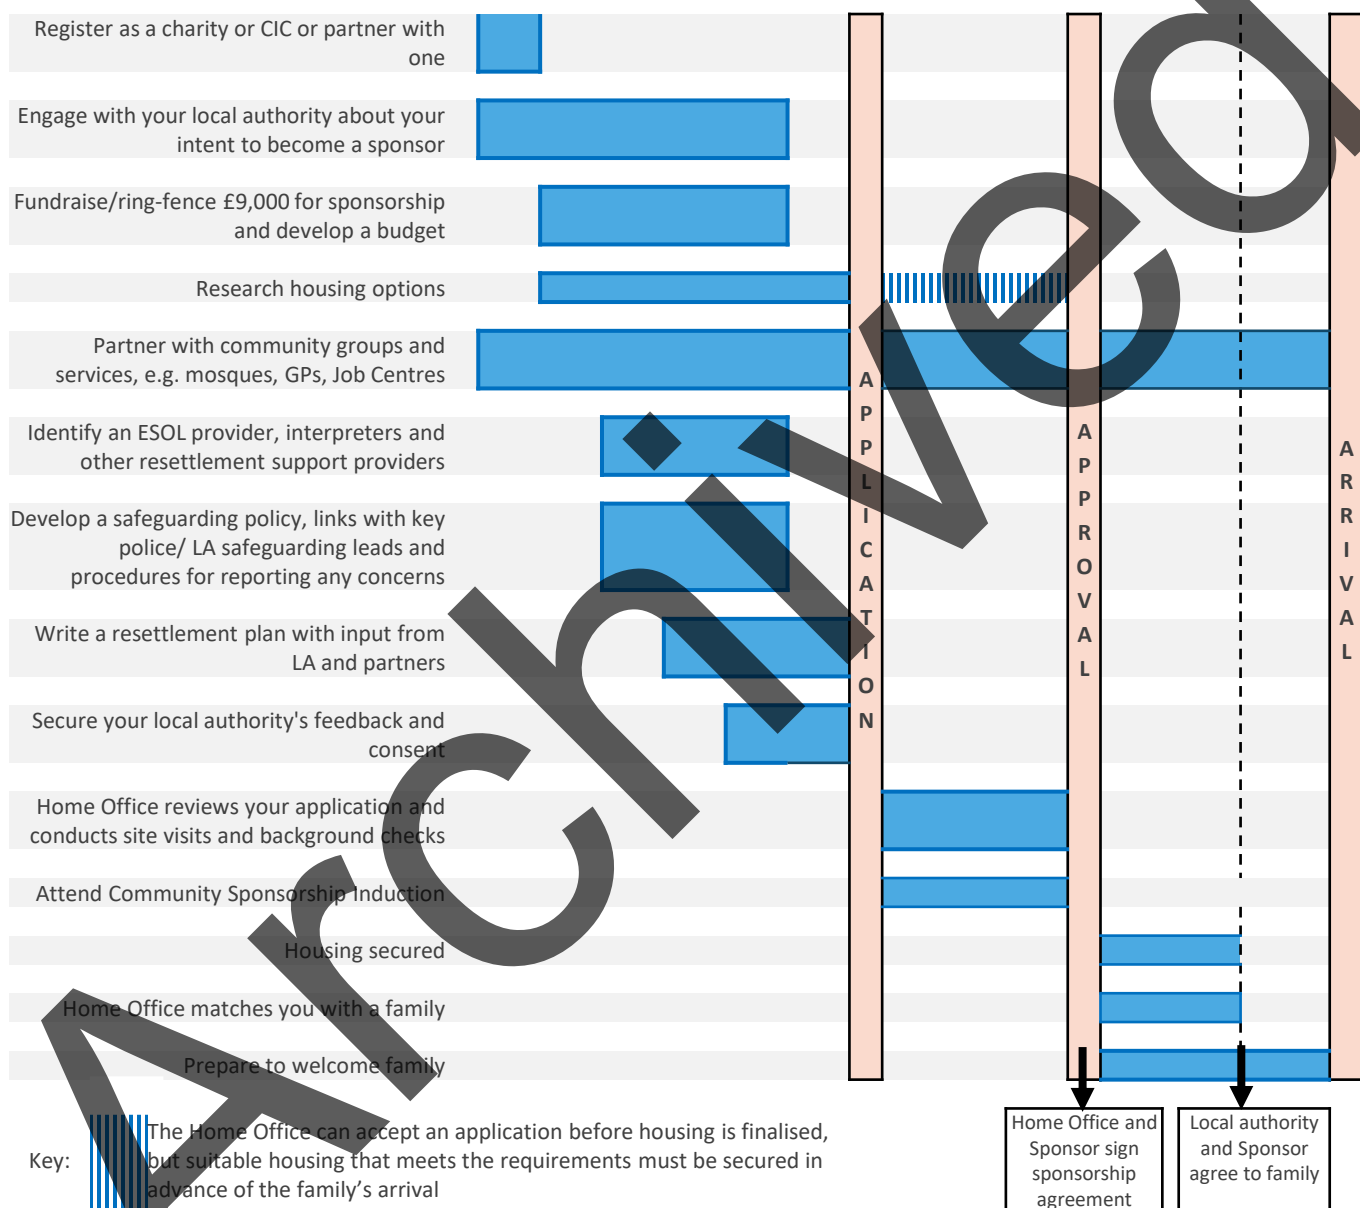 Register as a charity or CIC or partner with
one
Engage with your local authority about your
intent to become a sponsor
Fundraise/ring-fence £9,000 for sponsorship
and develop a budget
Research housing options
Partner with community groups and
services, e.g. mosques, GPs, Job Centres
Identify an ESOL provider, interpreters and
other resettlement support providers
Develop a safeguarding policy, links with key
police/ LA safeguarding leads and
procedures for reporting any concerns
Write a resettlement plan with input from
LA and partners
Secure your local authority's feedback and
consent
Home Office reviews your application and
conducts site visits and background checks
Attend Community Sponsorship Induction
Housing secured
Home Office matches you with a family
Prepare to welcome family
APPLICATION
APPROVAL
ARRIVAL
Archived
Key:
The Home Office can accept an application before housing is finalised,
but suitable housing that meets the requirements must be secured in
advance of the family's arrival
Home Office and
Sponsor sign
sponsorship
agreement
Local authority
and Sponsor
agree to family